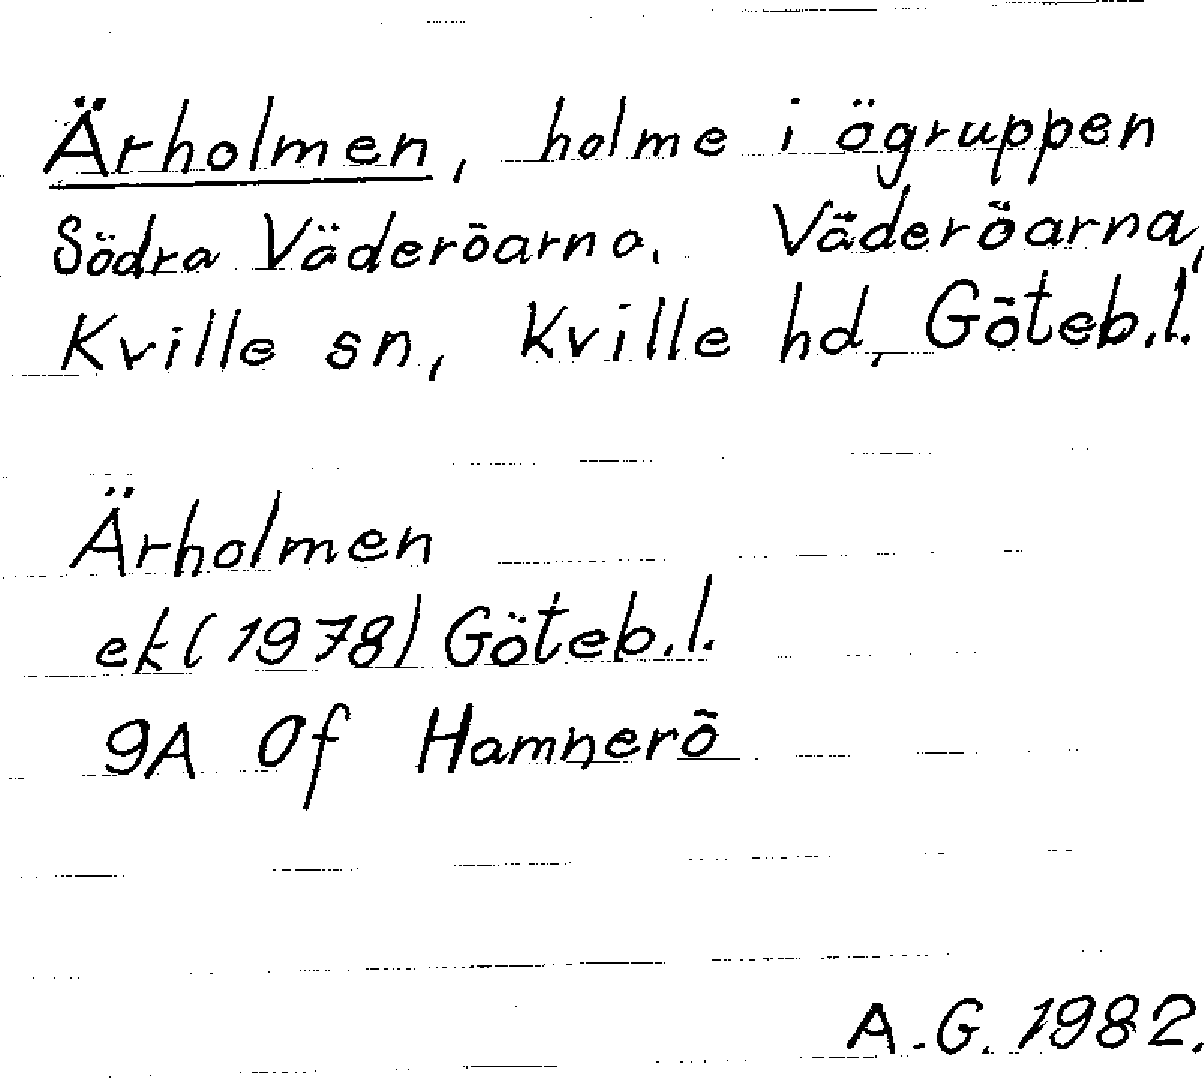 Ärholmen, holme i ögruppen
Södra Väderöarna. Väderöarna,
Kville sn, Kville hd, Göteb.l.
Ärholmen
ek (1978) Göteb.l.
9A 0f Hamnerö
A.G. 1982.